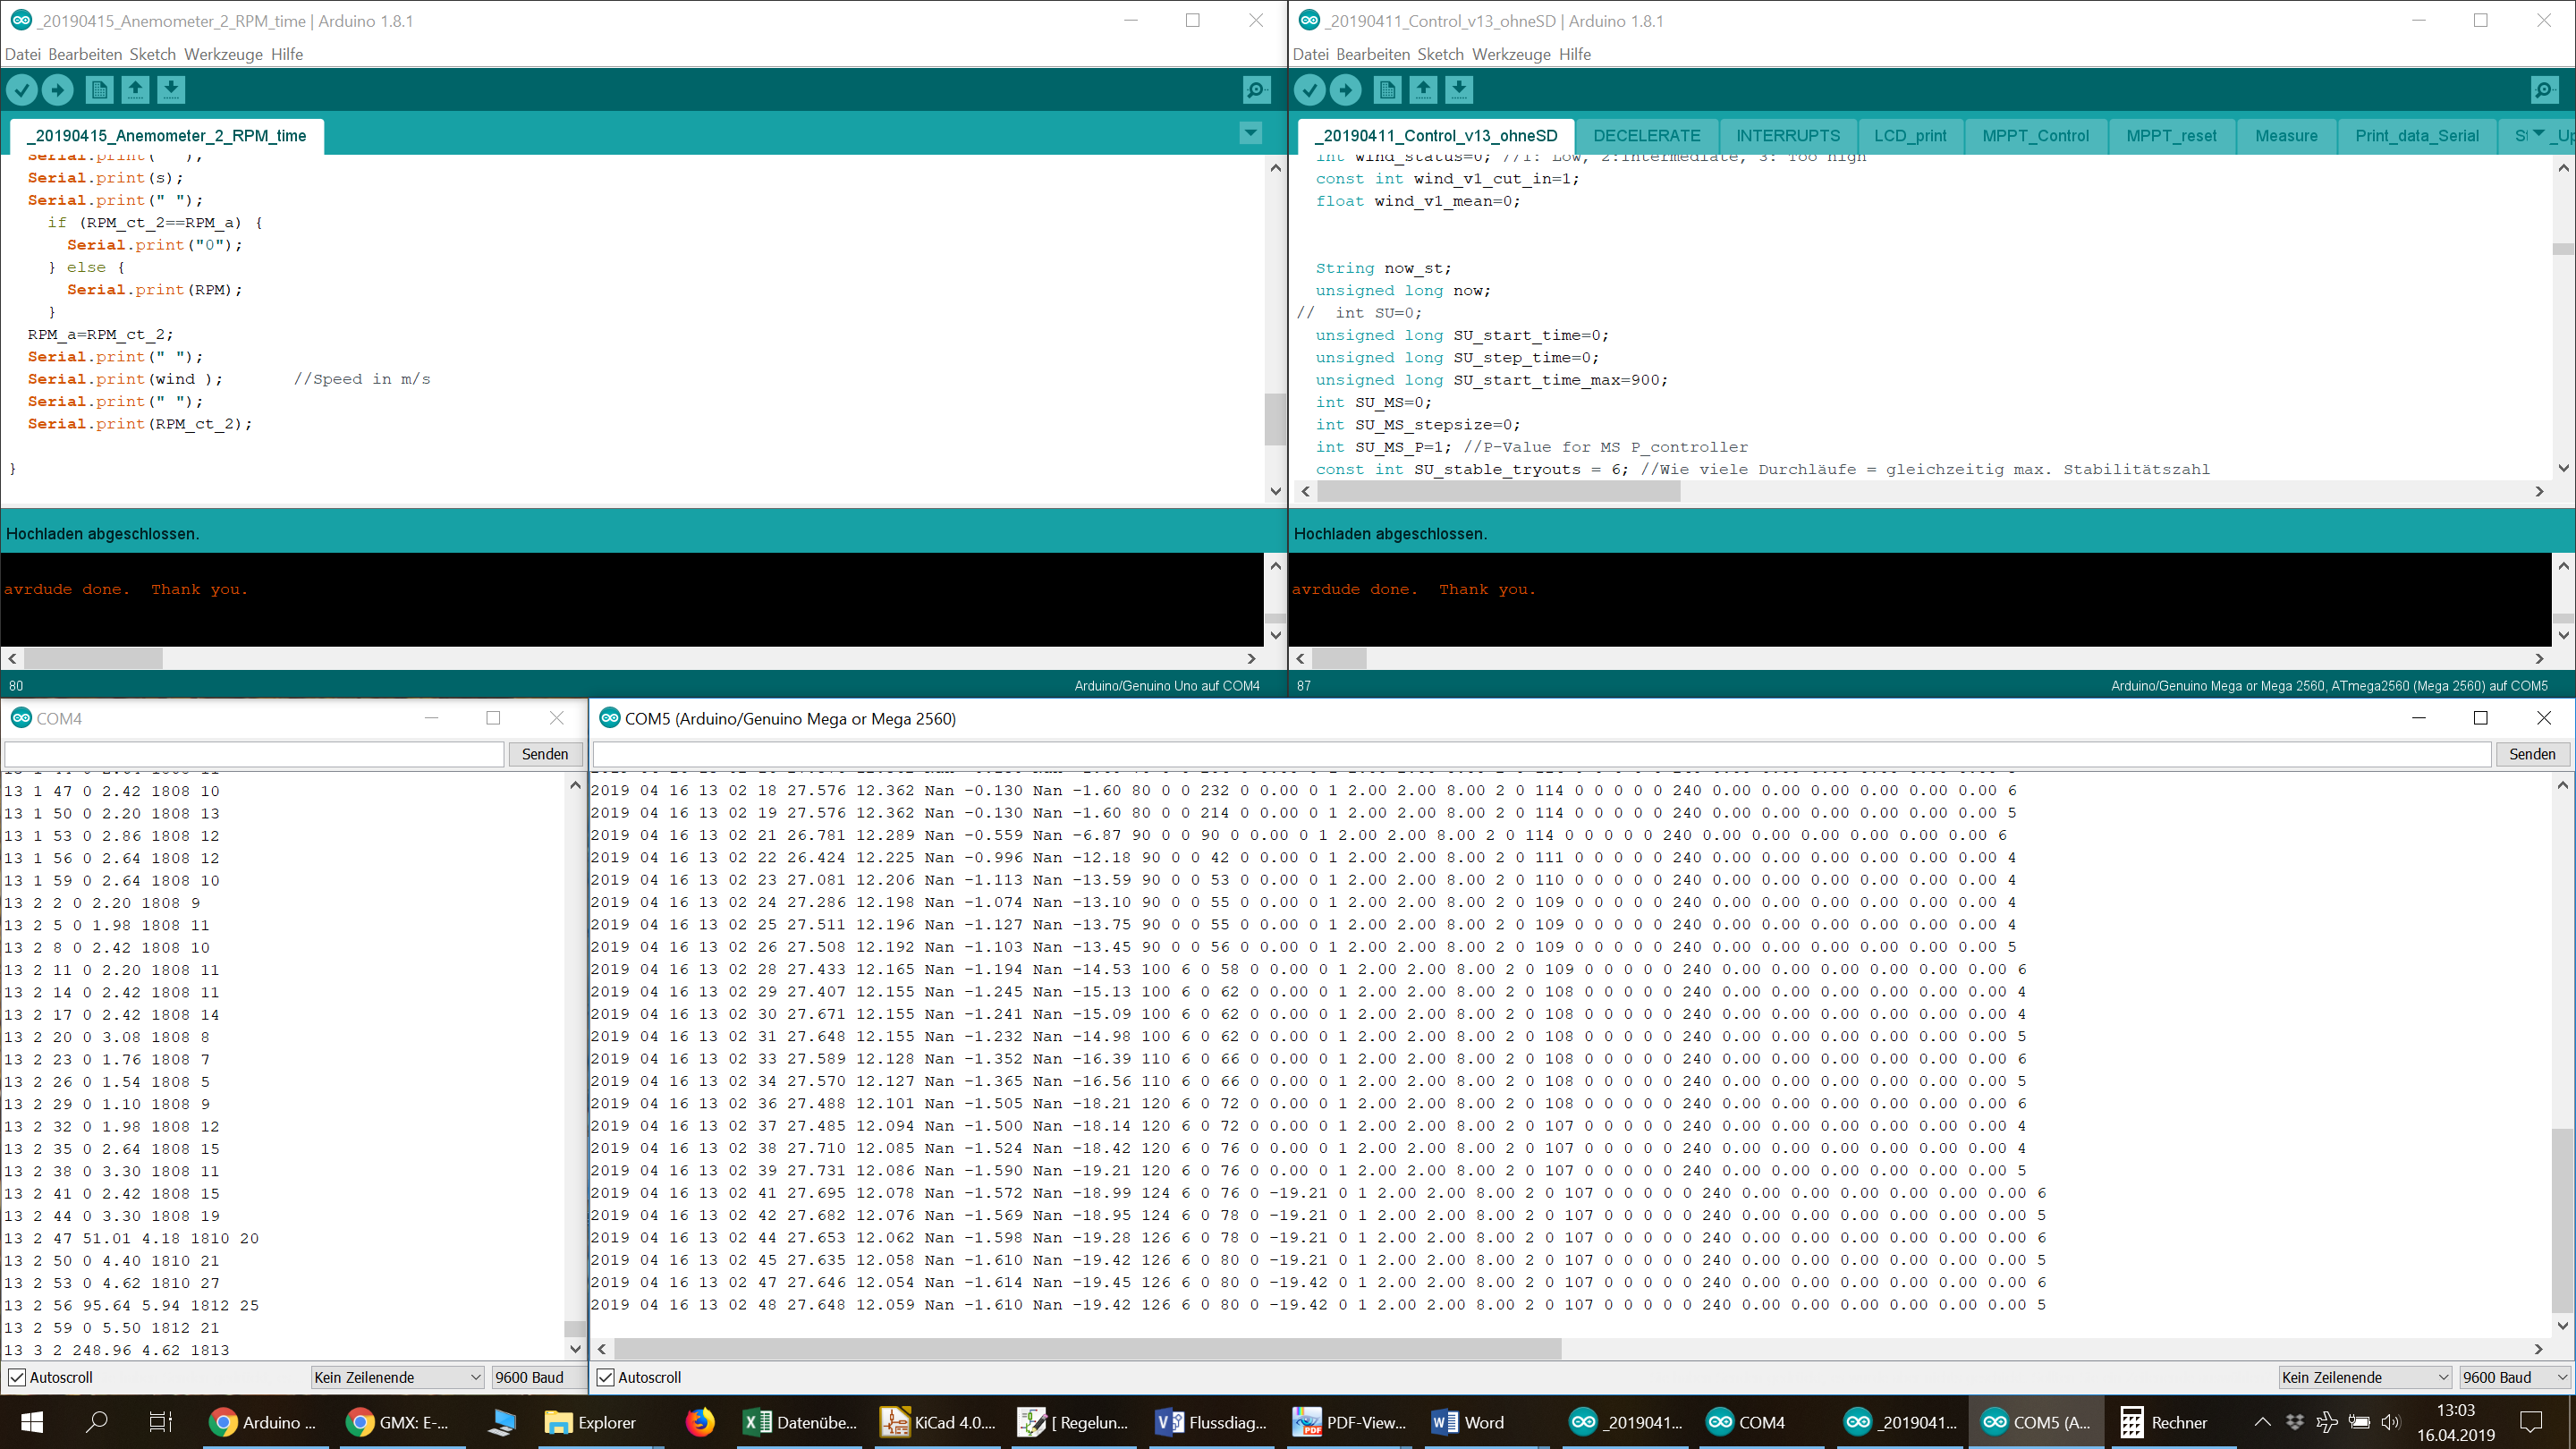 _20190415_Anemometer_2_RPM_time | Arduino 1.8.1
Datei Bearbeiten Sketch Werkzeuge Hilfe
_20190415_Anemometer_2_RPM_time
Serial.print(" ");
Serial.print(s);
Serial.print(" ");
if (RPM_ct_2==RPM_a) {
Serial.print("0");
} else {
Serial.print(RPM);
}
RPM_a=RPM_ct_2;
Serial.print(" ");
Serial.print(wind ); //Speed in m/s
Serial.print(" ");
Serial.print(RPM_ct_2);
}
Hochladen abgeschlossen.
avrdude done. Thank you.
80
Arduino/Genuino Uno auf COM4
_20190411_Control_v13_ohneSD | Arduino 1.8.1
Datei Bearbeiten Sketch Werkzeuge Hilfe
_20190411_Control_v13_ohneSD DECELERATE INTERRUPTS LCD_print MPPT_Control MPPT_reset Measure Print_data_Serial
int wind_status=0; //1: Low, 2:intermediate, 3: Too high
const int wind_v1_cut_in=1;
float wind_v1_mean=0;
String now_st;
unsigned long now;
// int SU=0;
unsigned long SU_start_time=0;
unsigned long SU_step_time=0;
unsigned long SU_start_time_max=900;
int SU_MS=0;
int SU_MS_stepsize=0;
int SU_MS_P=1; //P-Value for MS P_controller
const int SU_stable_tryouts = 6; //Wie viele Durchläufe = gleichzeitig max. Stabilitätszahl
Hochladen abgeschlossen.
avrdude done. Thank you.
87
Arduino/Genuino Mega or Mega 2560, ATmega2560 (Mega 2560) auf COM5
COM4
Senden
13 1 47 0 2.42 1808 10
13 1 50 0 2.20 1808 13
13 1 53 0 2.86 1808 12
13 1 56 0 2.64 1808 12
13 1 59 0 2.64 1808 10
13 2 2 0 2.20 1808 9
13 2 5 0 1.98 1808 11
13 2 8 0 2.42 1808 10
13 2 11 0 2.20 1808 11
13 2 14 0 2.42 1808 11
13 2 17 0 2.42 1808 14
13 2 20 0 3.08 1808 8
13 2 23 0 1.76 1808 7
13 2 26 0 1.54 1808 5
13 2 29 0 1.10 1808 9
13 2 32 0 1.98 1808 12
13 2 35 0 2.64 1808 15
13 2 38 0 3.30 1808 11
13 2 41 0 2.42 1808 15
13 2 44 0 3.30 1808 19
13 2 47 51.01 4.18 1810 20
13 2 50 0 4.40 1810 21
13 2 53 0 4.62 1810 27
13 2 56 95.64 5.94 1812 25
13 2 59 0 5.50 1812 21
13 3 2 248.96 4.62 1813
Autoscroll
Kein Zeilenende
9600 Baud
COM5 (Arduino/Genuino Mega or Mega 2560)
Senden
2019 04 16 13 02 18 27.576 12.362 Nan -0.130 Nan -1.60 80 0 0 232 0 0.00 0 1 2.00 2.00 8.00 2 0 114 0 0 0 0 0 240 0.00 0.00 0.00 0.00 0.00 6
2019 04 16 13 02 19 27.576 12.362 Nan -0.130 Nan -1.60 80 0 0 214 0 0.00 0 1 2.00 2.00 8.00 2 0 114 0 0 0 0 0 240 0.00 0.00 0.00 0.00 0.00 5
2019 04 16 13 02 21 26.781 12.289 Nan -0.559 Nan -6.87 90 0 0 90 0 0.00 0 1 2.00 2.00 8.00 2 0 114 0 0 0 0 0 240 0.00 0.00 0.00 0.00 0.00 6
2019 04 16 13 02 22 26.424 12.225 Nan -0.996 Nan -12.18 90 0 0 42 0 0.00 0 1 2.00 2.00 8.00 2 0 111 0 0 0 0 0 240 0.00 0.00 0.00 0.00 0.00 4
2019 04 16 13 02 23 27.081 12.206 Nan -1.113 Nan -13.59 90 0 0 53 0 0.00 0 1 2.00 2.00 8.00 2 0 110 0 0 0 0 0 240 0.00 0.00 0.00 0.00 0.00 4
2019 04 16 13 02 24 27.286 12.198 Nan -1.074 Nan -13.10 90 0 0 55 0 0.00 0 1 2.00 2.00 8.00 2 0 109 0 0 0 0 0 240 0.00 0.00 0.00 0.00 0.00 4
2019 04 16 13 02 25 27.511 12.196 Nan -1.127 Nan -13.75 90 0 0 55 0 0.00 0 1 2.00 2.00 8.00 2 0 109 0 0 0 0 0 240 0.00 0.00 0.00 0.00 0.00 4
2019 04 16 13 02 26 27.508 12.192 Nan -1.103 Nan -13.45 90 0 0 56 0 0.00 0 1 2.00 2.00 8.00 2 0 109 0 0 0 0 0 240 0.00 0.00 0.00 0.00 0.00 5
2019 04 16 13 02 28 27.433 12.165 Nan -1.194 Nan -14.53 100 6 0 58 0 0.00 0 1 2.00 2.00 8.00 2 0 109 0 0 0 0 0 240 0.00 0.00 0.00 0.00 0.00 6
2019 04 16 13 02 29 27.407 12.155 Nan -1.245 Nan -15.13 100 6 0 62 0 0.00 0 1 2.00 2.00 8.00 2 0 108 0 0 0 0 0 240 0.00 0.00 0.00 0.00 0.00 4
2019 04 16 13 02 30 27.671 12.155 Nan -1.241 Nan -15.09 100 6 0 62 0 0.00 0 1 2.00 2.00 8.00 2 0 108 0 0 0 0 0 240 0.00 0.00 0.00 0.00 0.00 4
2019 04 16 13 02 31 27.648 12.155 Nan -1.232 Nan -14.98 100 6 0 62 0 0.00 0 1 2.00 2.00 8.00 2 0 108 0 0 0 0 0 240 0.00 0.00 0.00 0.00 0.00 5
2019 04 16 13 02 33 27.589 12.128 Nan -1.352 Nan -16.39 110 6 0 66 0 0.00 0 1 2.00 2.00 8.00 2 0 108 0 0 0 0 0 240 0.00 0.00 0.00 0.00 0.00 6
2019 04 16 13 02 34 27.570 12.127 Nan -1.365 Nan -16.56 110 6 0 66 0 0.00 0 1 2.00 2.00 8.00 2 0 108 0 0 0 0 0 240 0.00 0.00 0.00 0.00 0.00 5
2019 04 16 13 02 36 27.488 12.101 Nan -1.505 Nan -18.21 120 6 0 72 0 0.00 0 1 2.00 2.00 8.00 2 0 108 0 0 0 0 0 240 0.00 0.00 0.00 0.00 0.00 6
2019 04 16 13 02 37 27.485 12.094 Nan -1.500 Nan -18.14 120 6 0 72 0 0.00 0 1 2.00 2.00 8.00 2 0 107 0 0 0 0 0 240 0.00 0.00 0.00 0.00 0.00 4
2019 04 16 13 02 38 27.710 12.085 Nan -1.524 Nan -18.42 120 6 0 76 0 0.00 0 1 2.00 2.00 8.00 2 0 107 0 0 0 0 0 240 0.00 0.00 0.00 0.00 0.00 4
2019 04 16 13 02 39 27.731 12.086 Nan -1.590 Nan -19.21 120 6 0 76 0 0.00 0 1 2.00 2.00 8.00 2 0 107 0 0 0 0 0 240 0.00 0.00 0.00 0.00 0.00 5
2019 04 16 13 02 41 27.695 12.078 Nan -1.572 Nan -18.99 124 6 0 76 0 -19.21 0 1 2.00 2.00 8.00 2 0 107 0 0 0 0 0 240 0.00 0.00 0.00 0.00 0.00 6
2019 04 16 13 02 42 27.682 12.076 Nan -1.569 Nan -18.95 124 6 0 78 0 -19.21 0 1 2.00 2.00 8.00 2 0 107 0 0 0 0 0 240 0.00 0.00 0.00 0.00 0.00 5
2019 04 16 13 02 44 27.653 12.062 Nan -1.598 Nan -19.28 126 6 0 78 0 -19.21 0 1 2.00 2.00 8.00 2 0 107 0 0 0 0 0 240 0.00 0.00 0.00 0.00 0.00 6
2019 04 16 13 02 45 27.635 12.058 Nan -1.610 Nan -19.42 126 6 0 80 0 -19.21 0 1 2.00 2.00 8.00 2 0 107 0 0 0 0 0 240 0.00 0.00 0.00 0.00 0.00 5
2019 04 16 13 02 47 27.646 12.054 Nan -1.614 Nan -19.45 126 6 0 80 0 -19.42 0 1 2.00 2.00 8.00 2 0 107 0 0 0 0 0 240 0.00 0.00 0.00 0.00 0.00 6
2019 04 16 13 02 48 27.648 12.059 Nan -1.610 Nan -19.42 126 6 0 80 0 -19.42 0 1 2.00 2.00 8.00 2 0 107 0 0 0 0 0 240 0.00 0.00 0.00 0.00 0.00 5
Autoscroll
Kein Zeilenende
9600 Baud
Arduino ... GMX: E-... Explorer Datenübe... KiCad 4.0.... [ Regelun... Flussdiag... PDF-View... Word _2019041... COM4 _2019041... COM5 (A... Rechner
13:03
16.04.2019